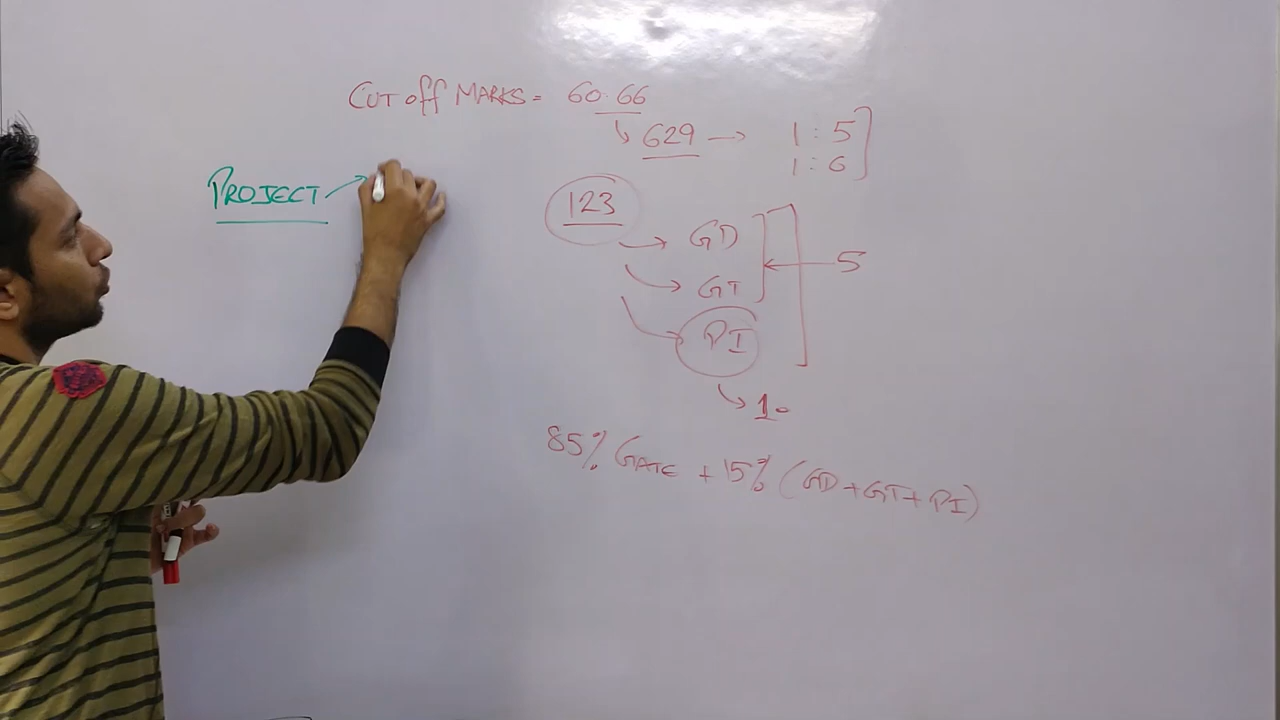 CUT off MARKS = 60.66
↳ 629 → 1 : 5
1 : 6
PROJECT
123
→ GD
→ GT
→ PI
5
↳ 10
85% GATE + 15% (GD + GT + PI)